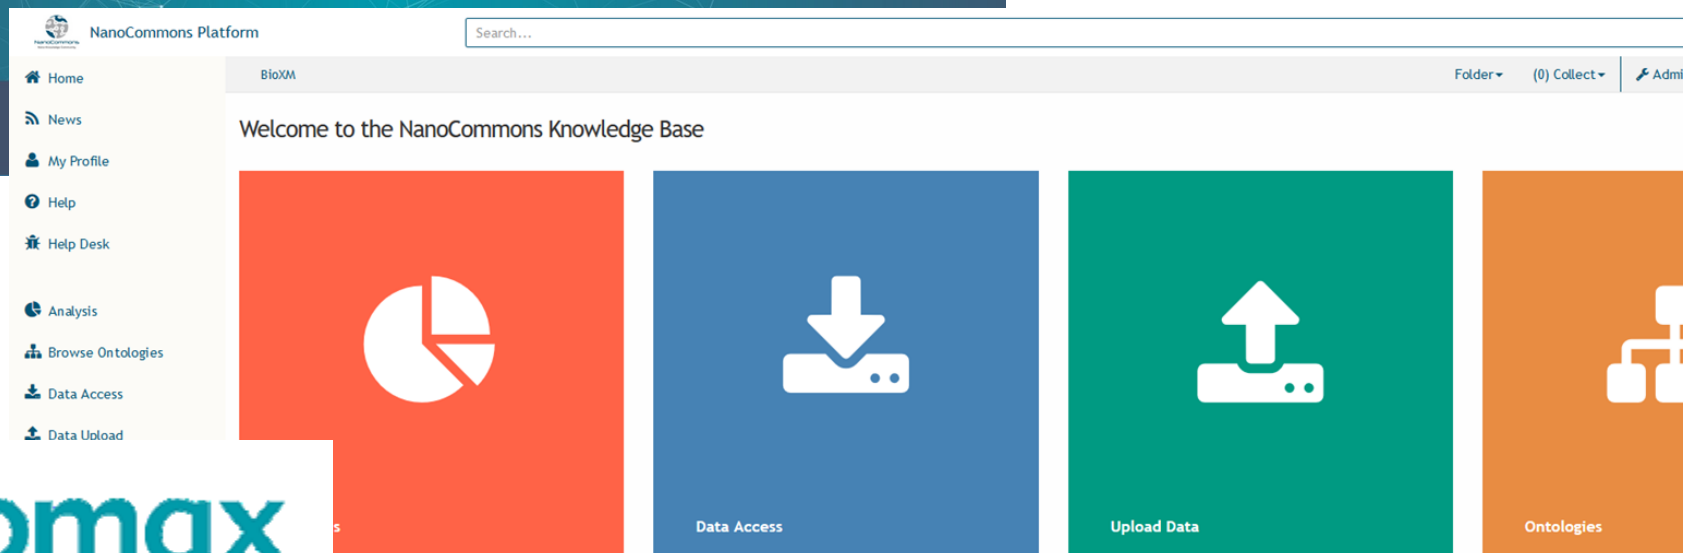 NanoCommons Platform
Search...
Home
BioXM
Folder
(0) Collect
News
Welcome to the NanoCommons Knowledge Base
My Profile
Help
Help Desk
Analysis
Browse Ontologies
Data Access
Data Upload
Data Access
Upload Data
Ontologies